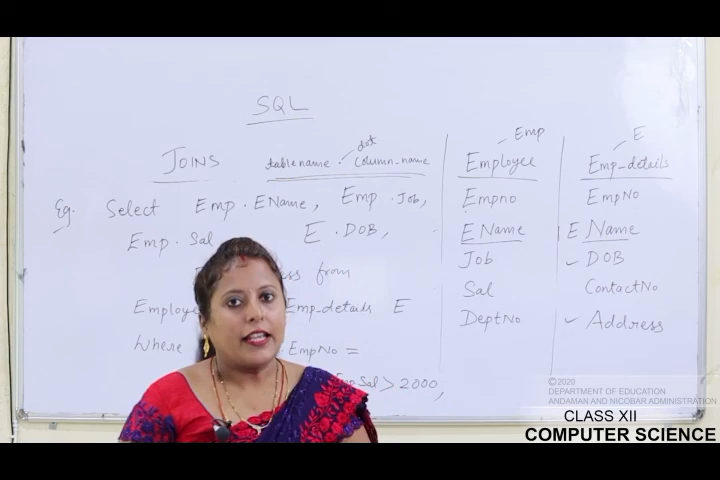 SQL
JOINS
tablename . column_name
dot
Eg. Select Emp . EName, Emp . Job,
Emp . Sal E . DOB,
ss from
Employe Emp_details E
Where .EmpNo =
Sal > 2000,
Emp
Employee
Empno
EName
Job
Sal
DeptNo
E
Emp_details
EmpNo
E Name
DOB
ContactNo
Address
©2020
DEPARTMENT OF EDUCATION
ANDAMAN AND NICOBAR ADMINISTRATION
CLASS XII
COMPUTER SCIENCE